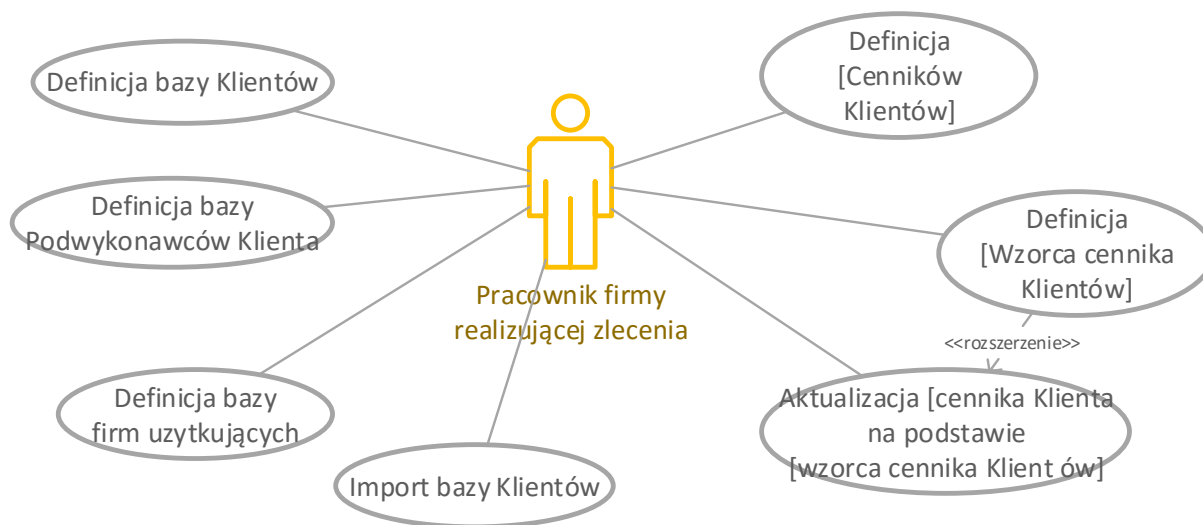 Definicja bazy Klientów
Definicja
[Cenników
Klientów]
Definicja bazy
Podwykonawców Klienta
Definicja
[Wzorca cennika
Klientów]
Pracownik firmy
realizującej zlecenia
<<rozszerzenie>>
Definicja bazy
firm uzytkujących
Aktualizacja [cennika Klienta
na podstawie
[wzorca cennika Klient ów]
Import bazy Klientów